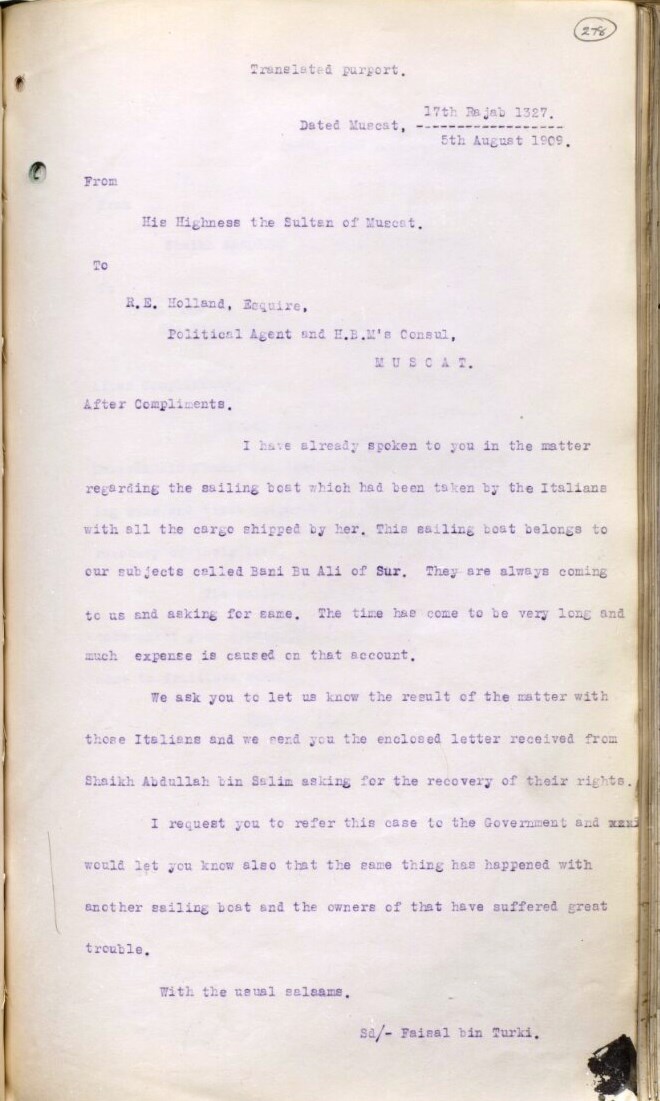 278
Translated purport.
17th Rajab 1327.
Dated Muscat, -----------------
5th August 1909.
From
His Highness the Sultan of Muscat.
To
R.E. Holland, Esquire,
Political Agent and H.B.M's Consul,
M U S C A T.
After Compliments.
I have already spoken to you in the matter
regarding the sailing boat which had been taken by the Italians
with all the cargo shipped by her. This sailing boat belongs to
our subjects called Bani Bu Ali of Sur. They are always coming
to us and asking for same. The time has come to be very long and
much expense is caused on that account.
We ask you to let us know the result of the matter with
those Italians and we send you the enclosed letter received from
Shaikh Abdullah bin Salim asking for the recovery of their rights.
I request you to refer this case to the Government and
would let you know also that the same thing has happened with
another sailing boat and the owners of that have suffered great
trouble.
With the usual salaams.
Sd/- Faisal bin Turki.